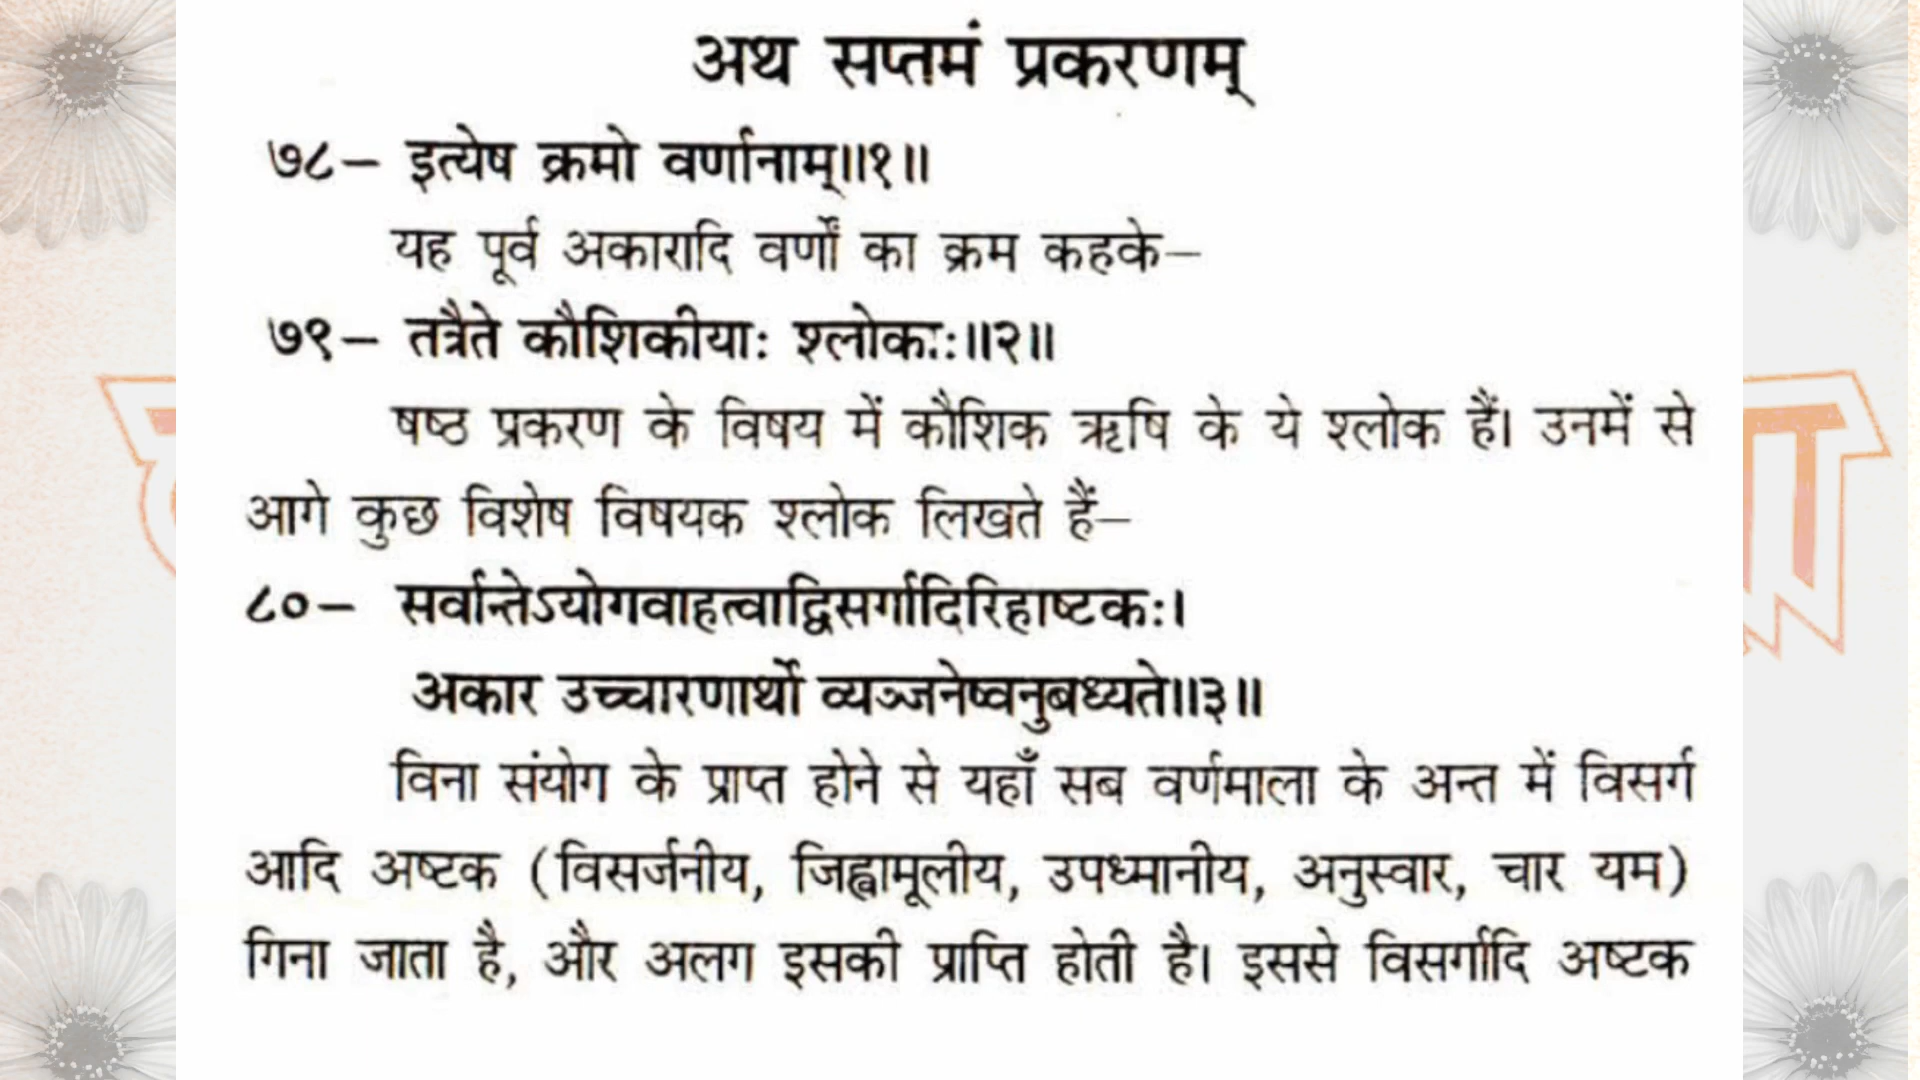 अथ सप्तमं प्रकरणम्
७८– इत्येष क्रमो वर्णानाम्॥१॥
यह पूर्व अकारादि वर्णों का क्रम कहके–
७९– तत्रैते कौशिकीयाः श्लोकाः॥२॥
षष्ठ प्रकरण के विषय में कौशिक ऋषि के ये श्लोक हैं। उनमें से
आगे कुछ विशेष विषयक श्लोक लिखते हैं–
८०– सर्वान्तेऽयोगवाहत्वाद्विसर्गादिरिहाष्टकः।
अकार उच्चारणार्थो व्यञ्जनेष्वनुबध्यते॥३॥
विना संयोग के प्राप्त होने से यहाँ सब वर्णमाला के अन्त में विसर्ग
आदि अष्टक (विसर्जनीय, जिह्वामूलीय, उपध्मानीय, अनुस्वार, चार यम)
गिना जाता है, और अलग इसकी प्राप्ति होती है। इससे विसर्गादि अष्टक